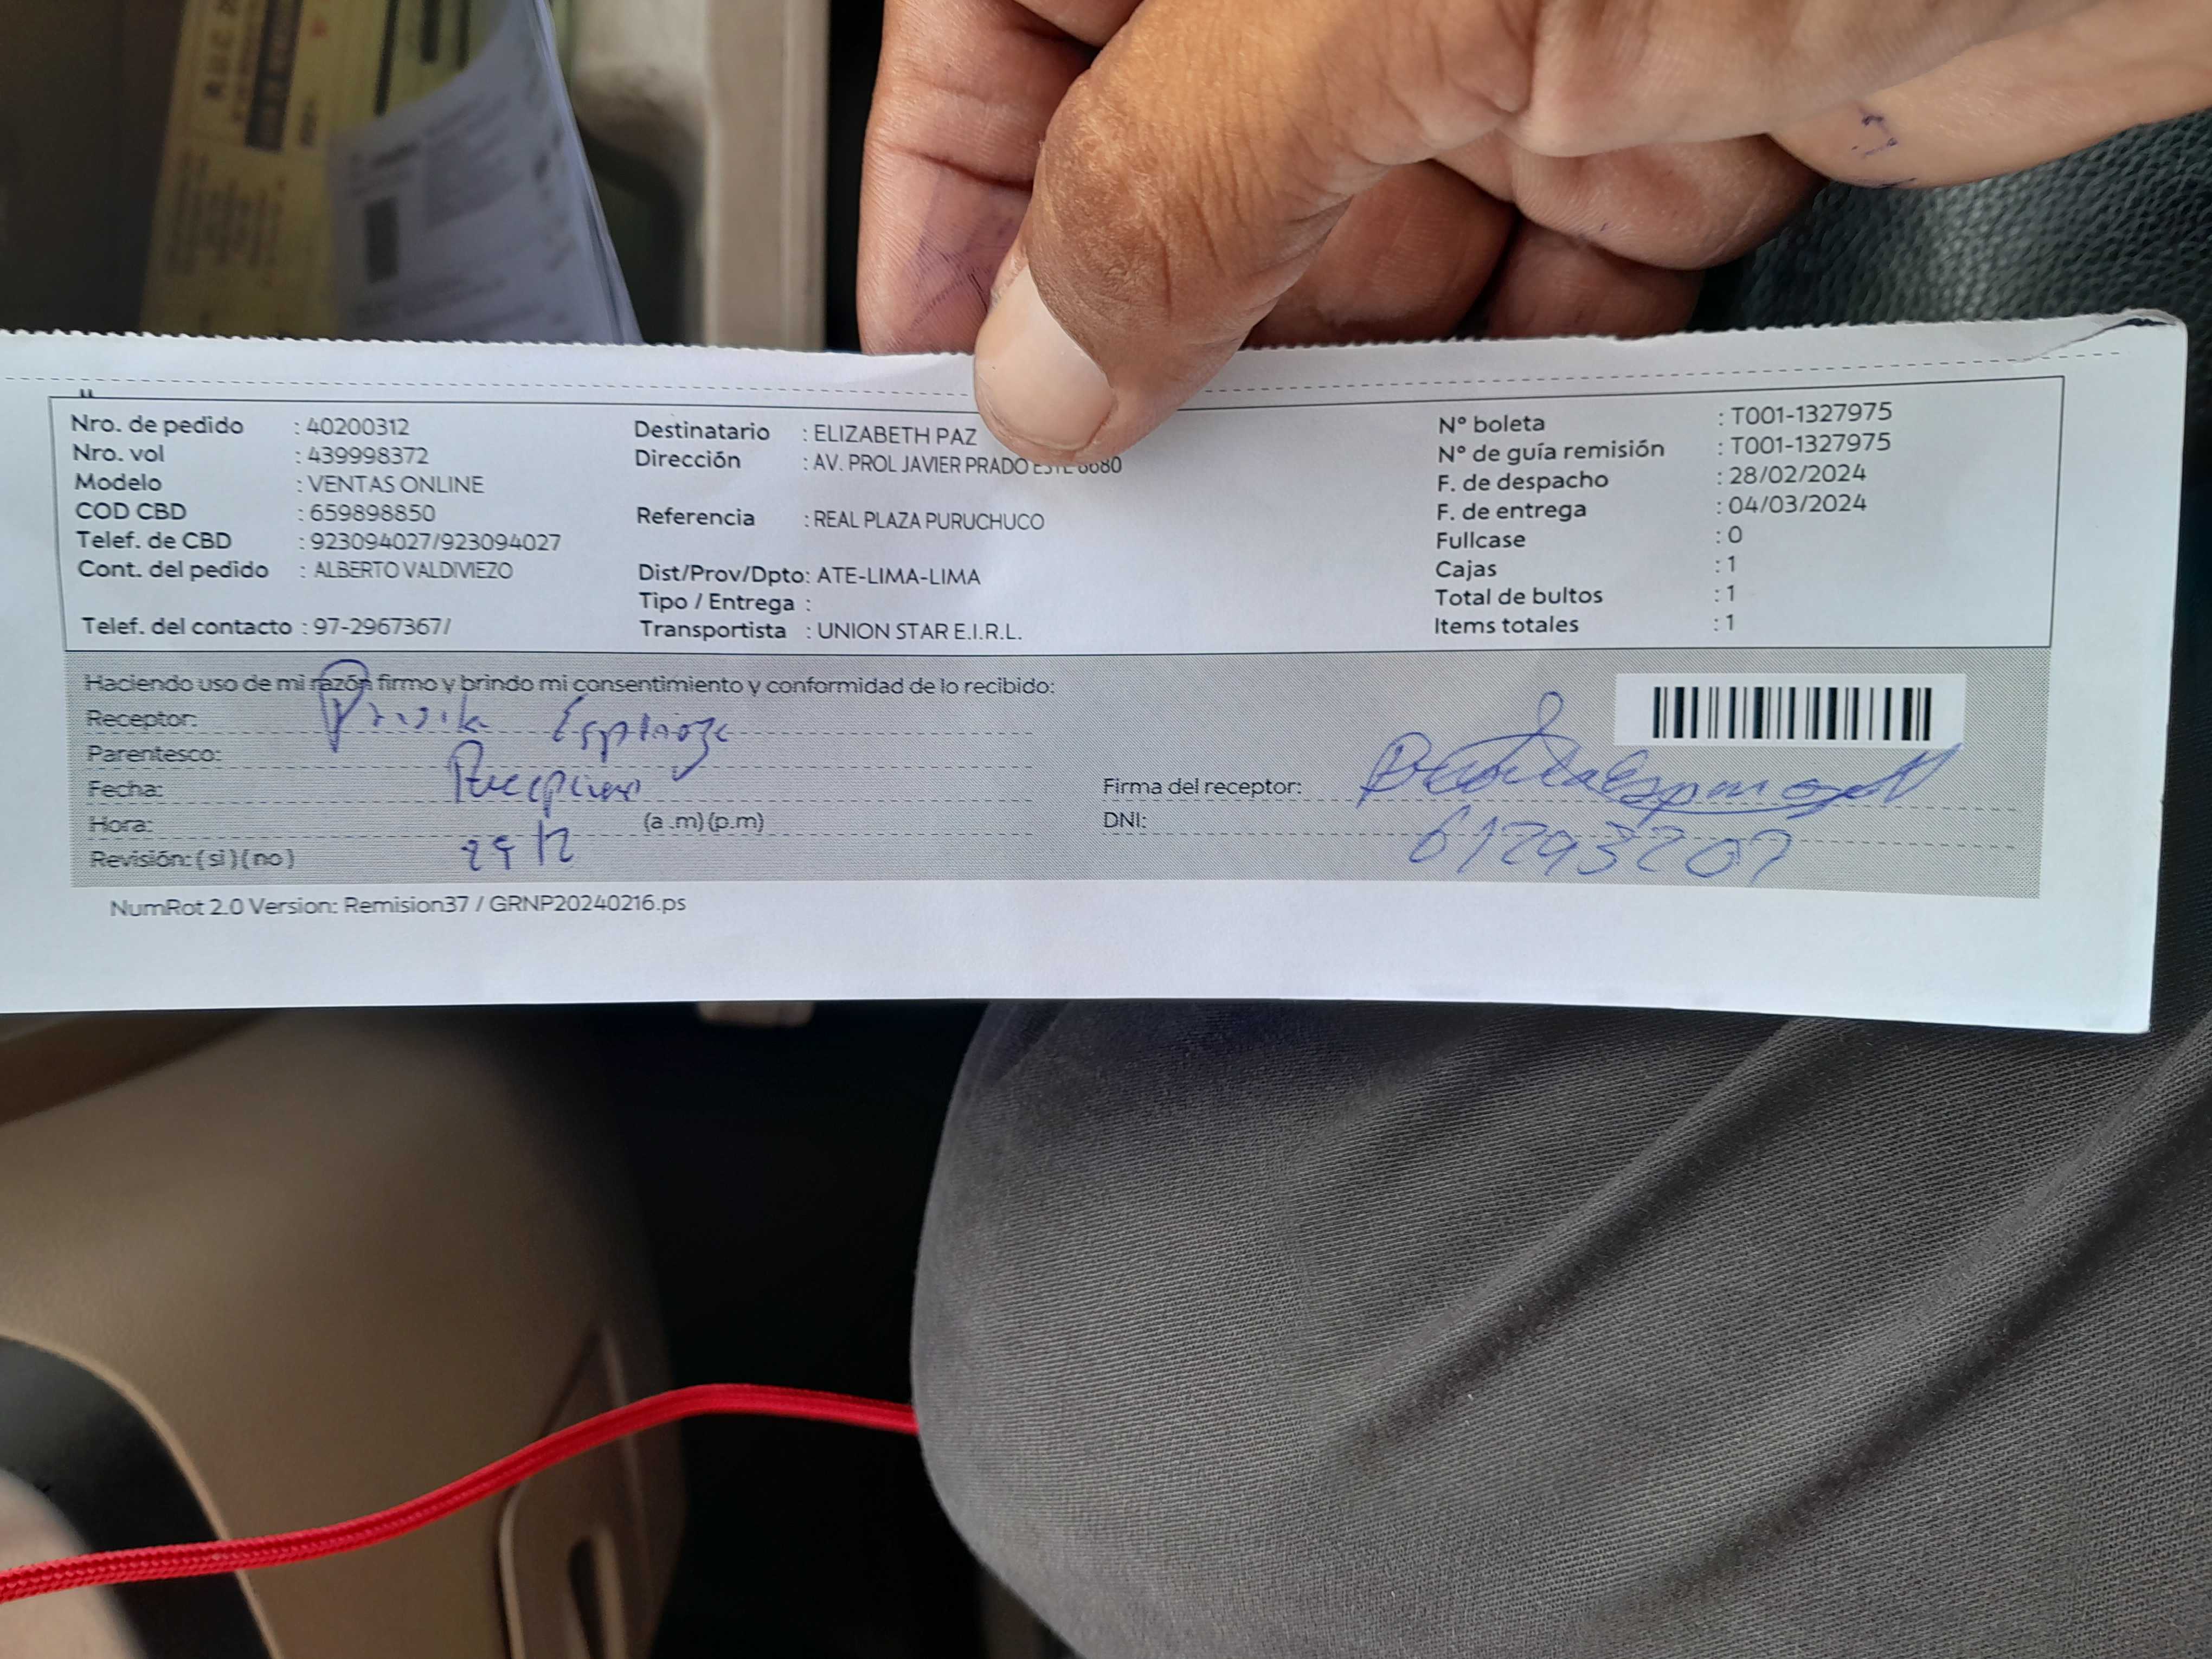 Nro. de pedido : 40200312
Nro. vol : 439998372
Modelo : VENTAS ONLINE
COD CBD : 659898850
Telef. de CBD : 923094027/923094027
Cont. del pedido : ALBERTO VALDIVIEZO
Telef. del contacto : 97-2967367/
Destinatario : ELIZABETH PAZ
Dirección : AV. PROL JAVIER PRADO ESTE 8680
Referencia : REAL PLAZA PURUCHUCO
Dist/Prov/Dpto: ATE-LIMA-LIMA
Tipo / Entrega :
Transportista : UNION STAR E.I.R.L.
N° boleta : T001-1327975
N° de guía remisión : T001-1327975
F. de despacho : 28/02/2024
F. de entrega : 04/03/2024
Fullcase : 0
Cajas : 1
Total de bultos : 1
Items totales : 1
Haciendo uso de mi razón firmo y brindo mi consentimiento y conformidad de lo recibido:
Receptor: Espinoza
Parentesco:
Fecha:
Hora: (a .m) (p.m)
Revisión: ( si ) ( no )
Firma del receptor:
DNI: 61293207
NumRot 2.0 Version: Remision37 / GRNP20240216.ps